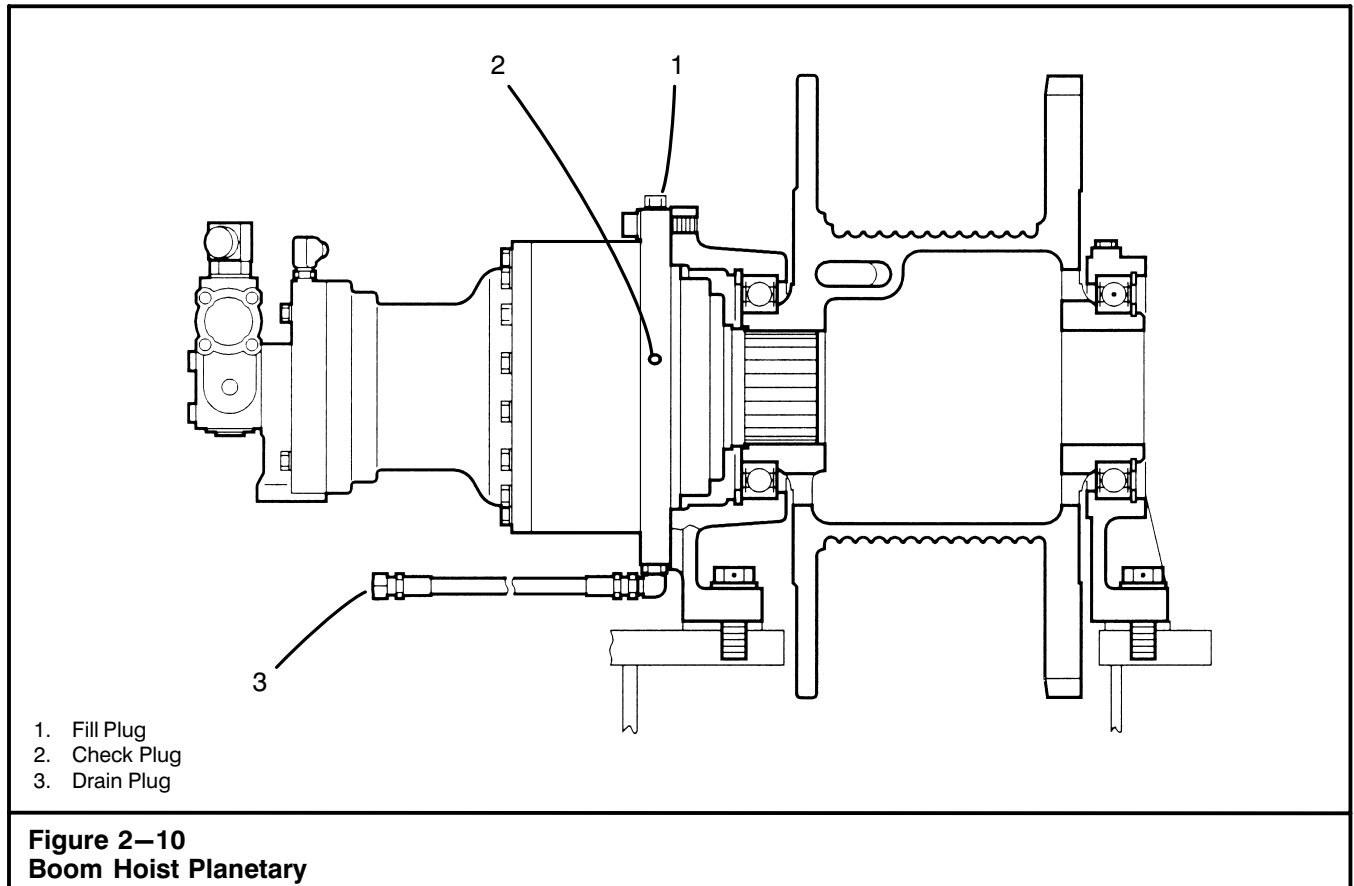 2
1
3
1. Fill Plug
2. Check Plug
3. Drain Plug
Figure 2–10
Boom Hoist Planetary